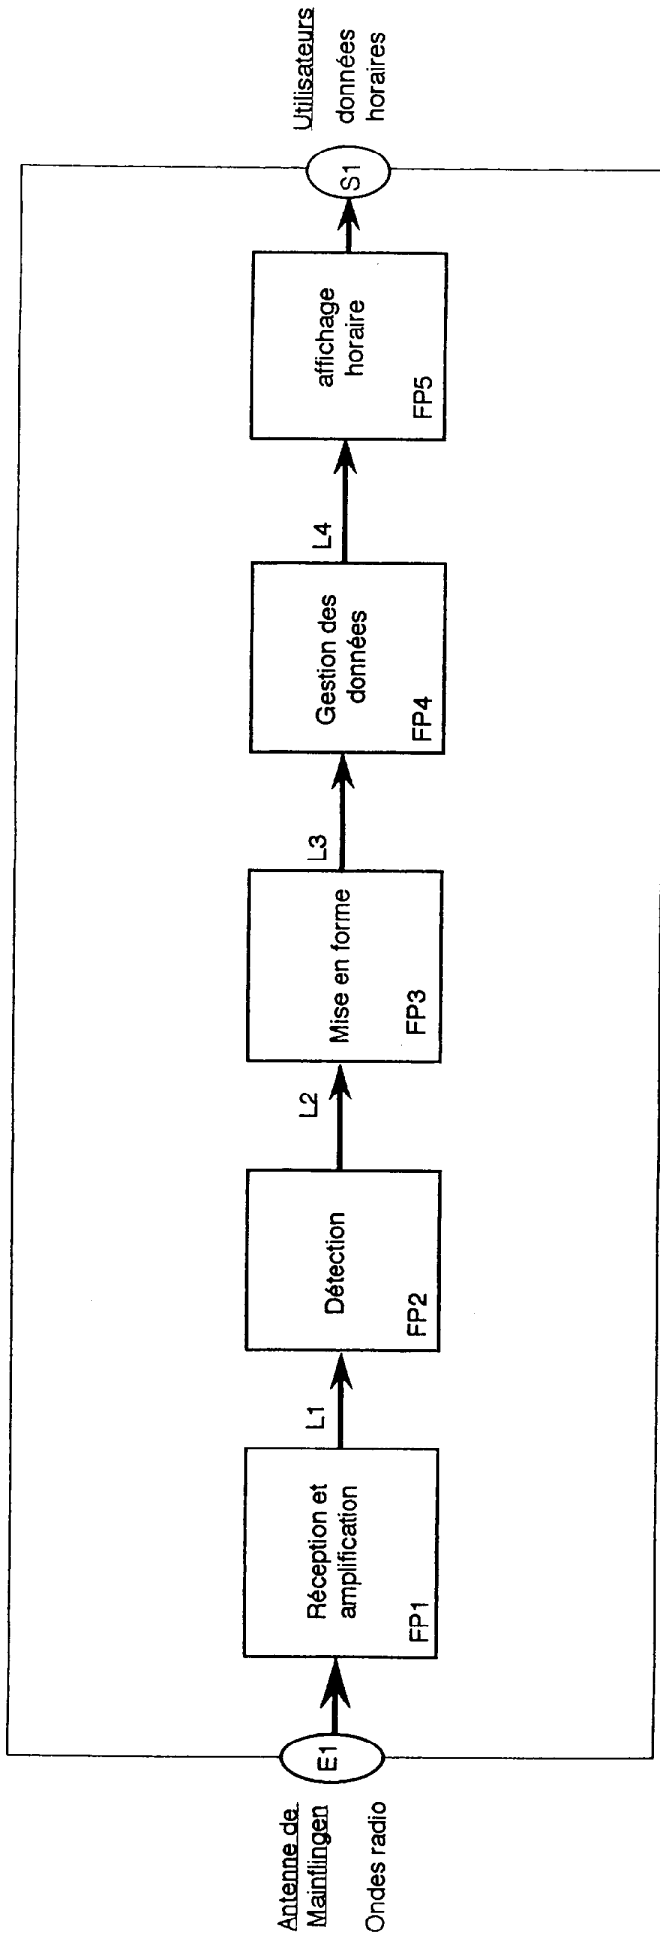 Antenne de
Mainflingen
Ondes radio
E1
Réception et
amplification
FP1
L1
Détection
FP2
L2
Mise en forme
FP3
L3
Gestion des
données
FP4
L4
affichage
horaire
FP5
S1
Utilisateurs
données
horaires